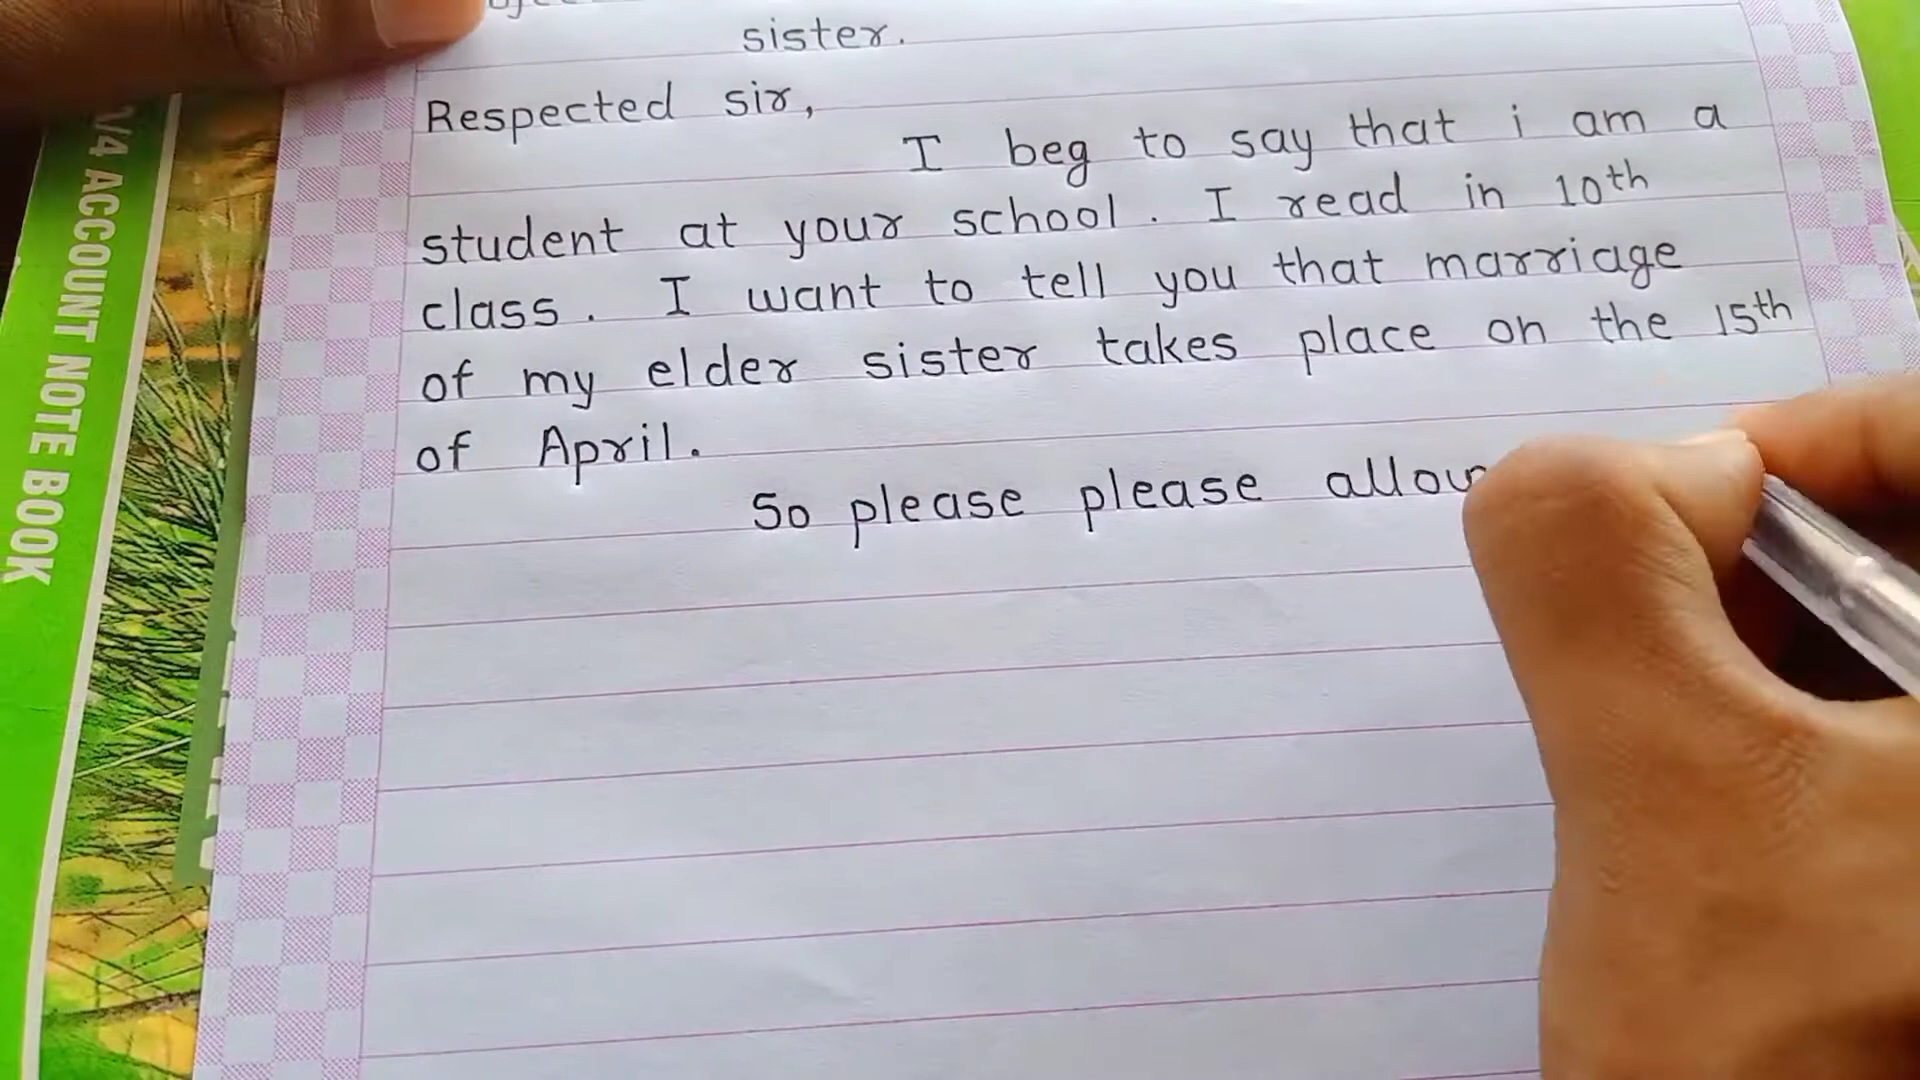 sister.
Respected sir,
I beg to say that i am a
student at your school. I read in 10th
class. I want to tell you that marriage
of my elder sister takes place on the 15th
of April.
So please please allow
V4 ACCOUNT NOTE BOOK